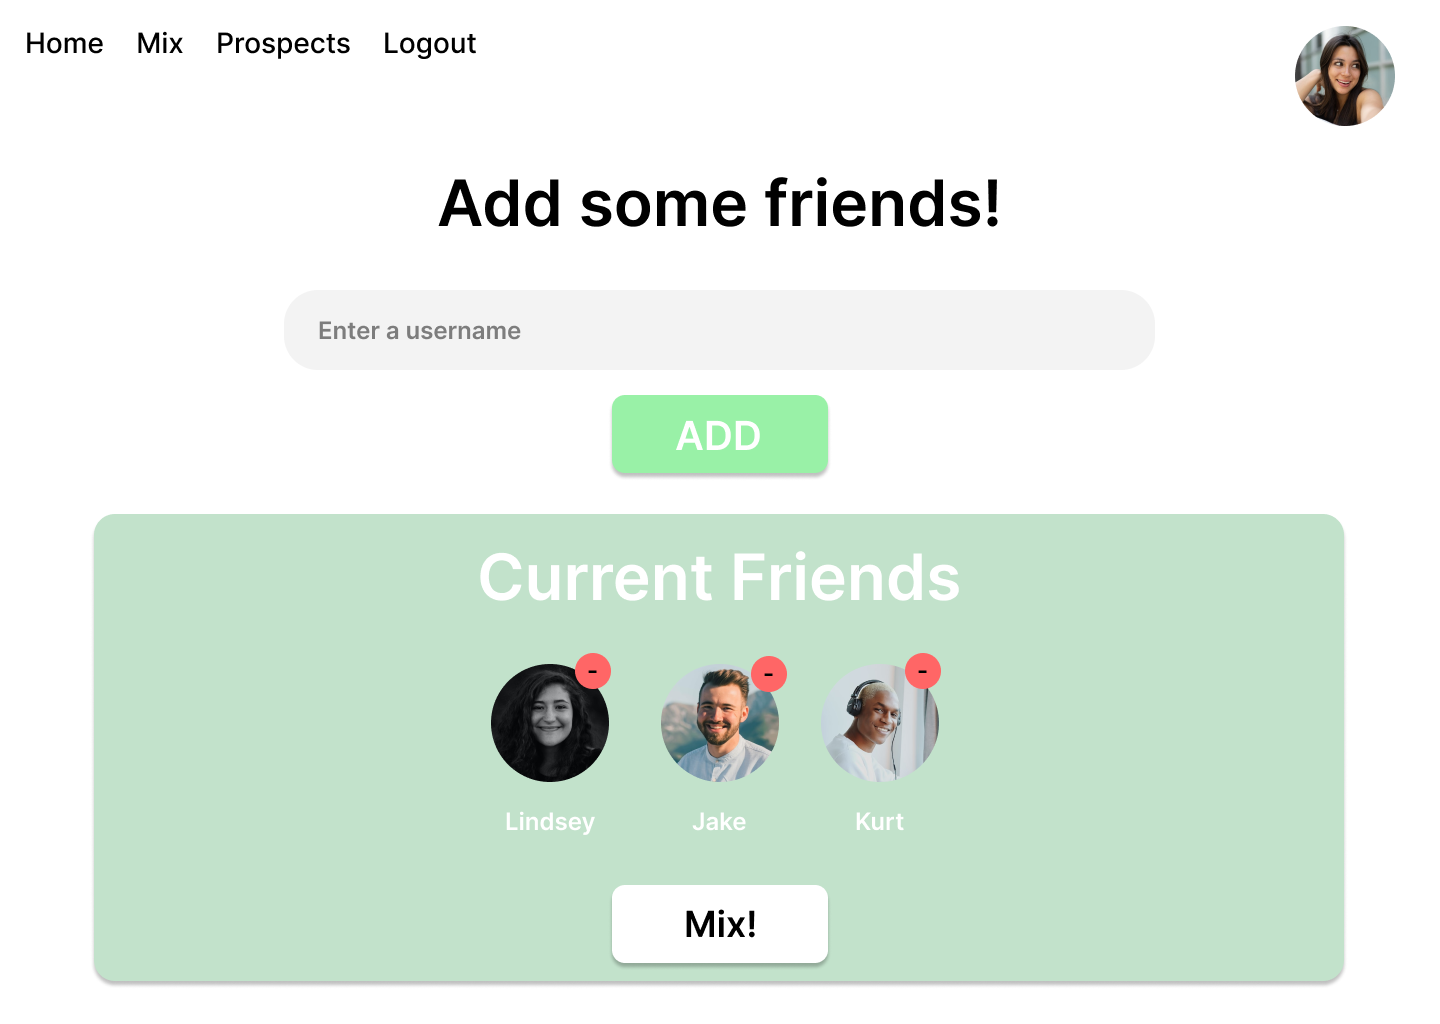 Home Mix Prospects Logout
Add some friends!
Enter a username
ADD
Current Friends
- - -
Lindsey Jake Kurt
Mix!